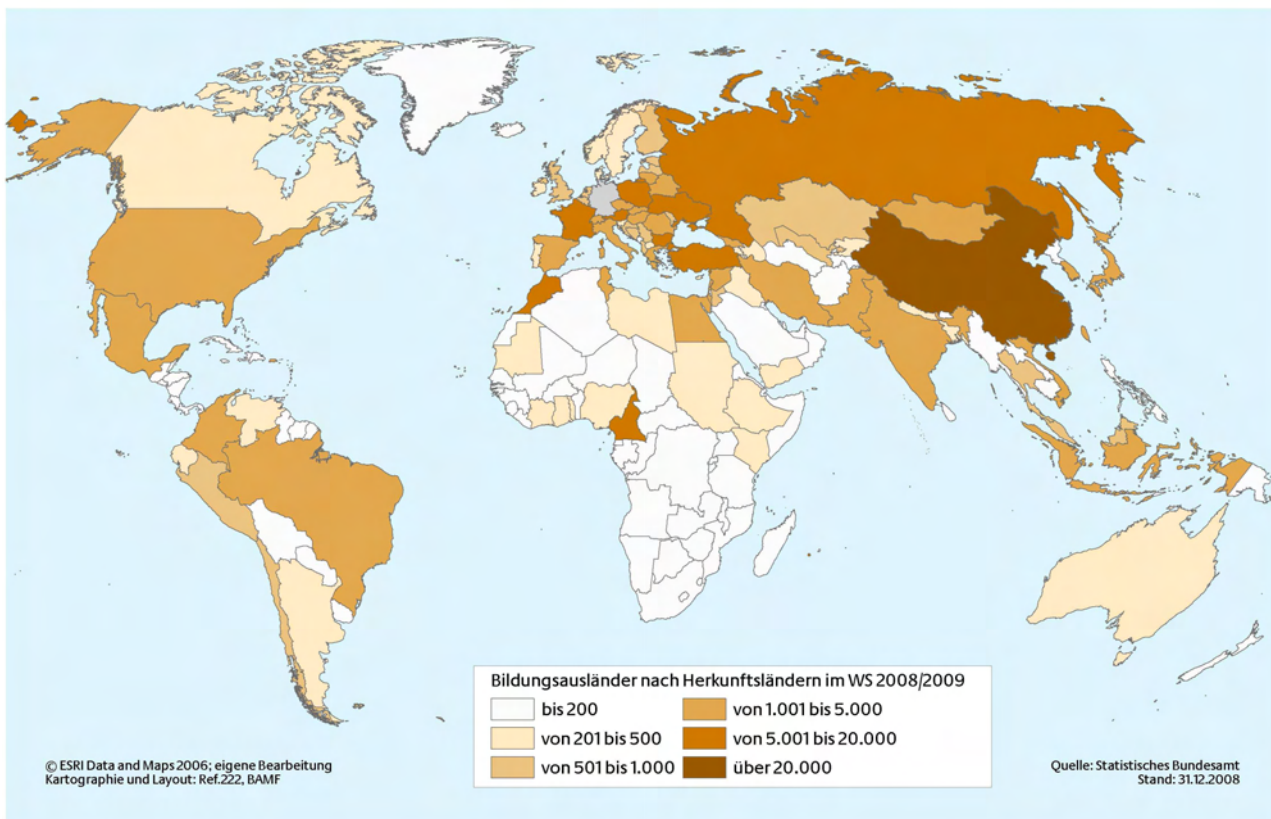 Bildungsausländer nach Herkunftsländern im WS 2008/2009
bis 200
von 1.001 bis 5.000
von 201 bis 500
von 5.001 bis 20.000
von 501 bis 1.000
über 20.000
© ESRI Data and Maps 2006; eigene Bearbeitung
Kartographie und Layout: Ref.222, BAMF
Quelle: Statistisches Bundesamt
Stand: 31.12.2008